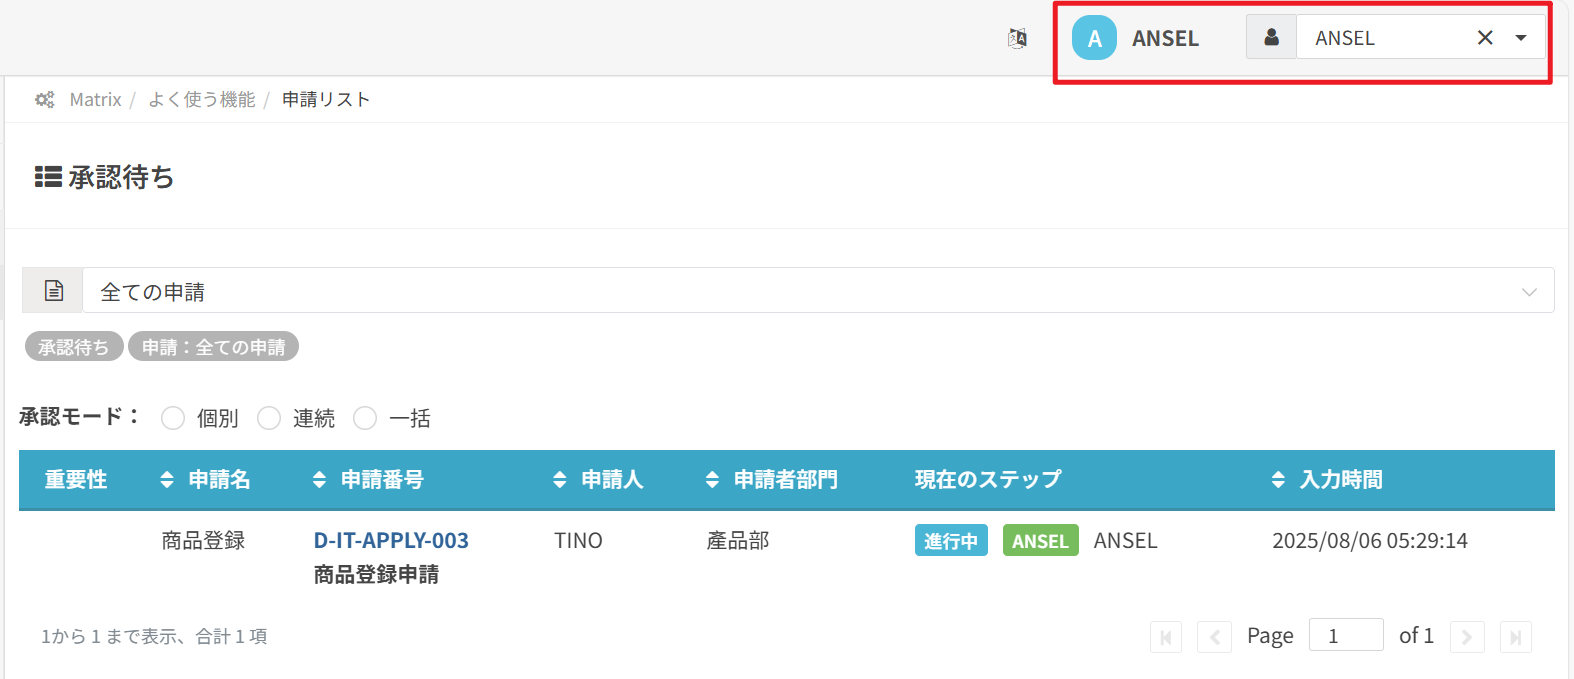 A ANSEL ANSEL
Matrix / よく使う機能 / 申請リスト
承認待ち
全ての申請
承認待ち 申請：全ての申請
承認モード： 個別 連続 一括
重要性 申請名 申請番号 申請人 申請者部門 現在のステップ 入力時間
商品登録 D-IT-APPLY-003 TINO 產品部 進行中 ANSEL ANSEL 2025/08/06 05:29:14
商品登録申請
1から 1 まで表示、合計 1 項 Page 1 of 1